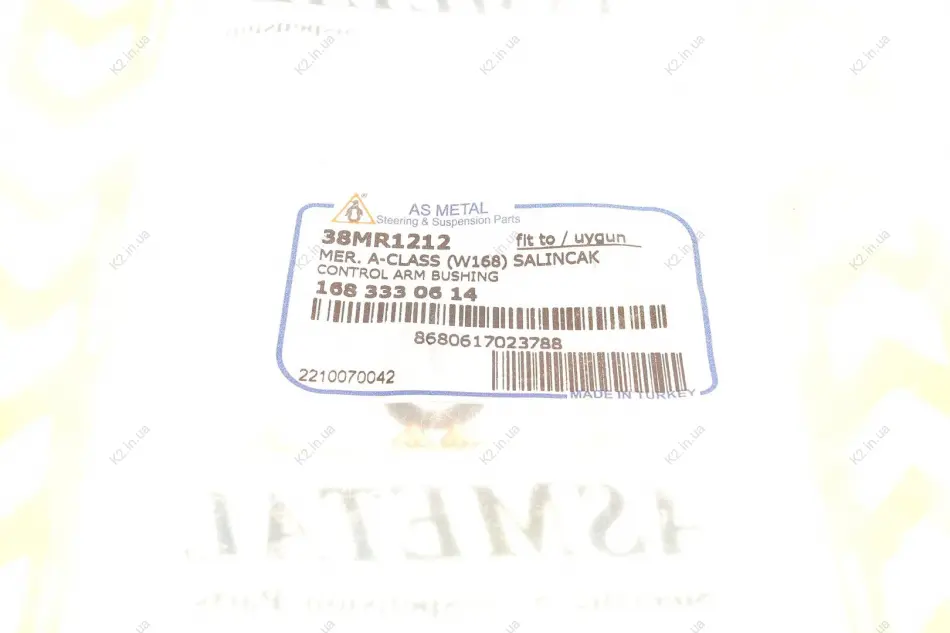 AS METAL
Steering & Suspension Parts
38MR1212 fit to / uygun
MER. A-CLASS (W168) SALINCAK
CONTROL ARM BUSHING
168 333 06 14
8680617023788
2210070042
MADE IN TURKEY
ASMETAL
K2.in.ua